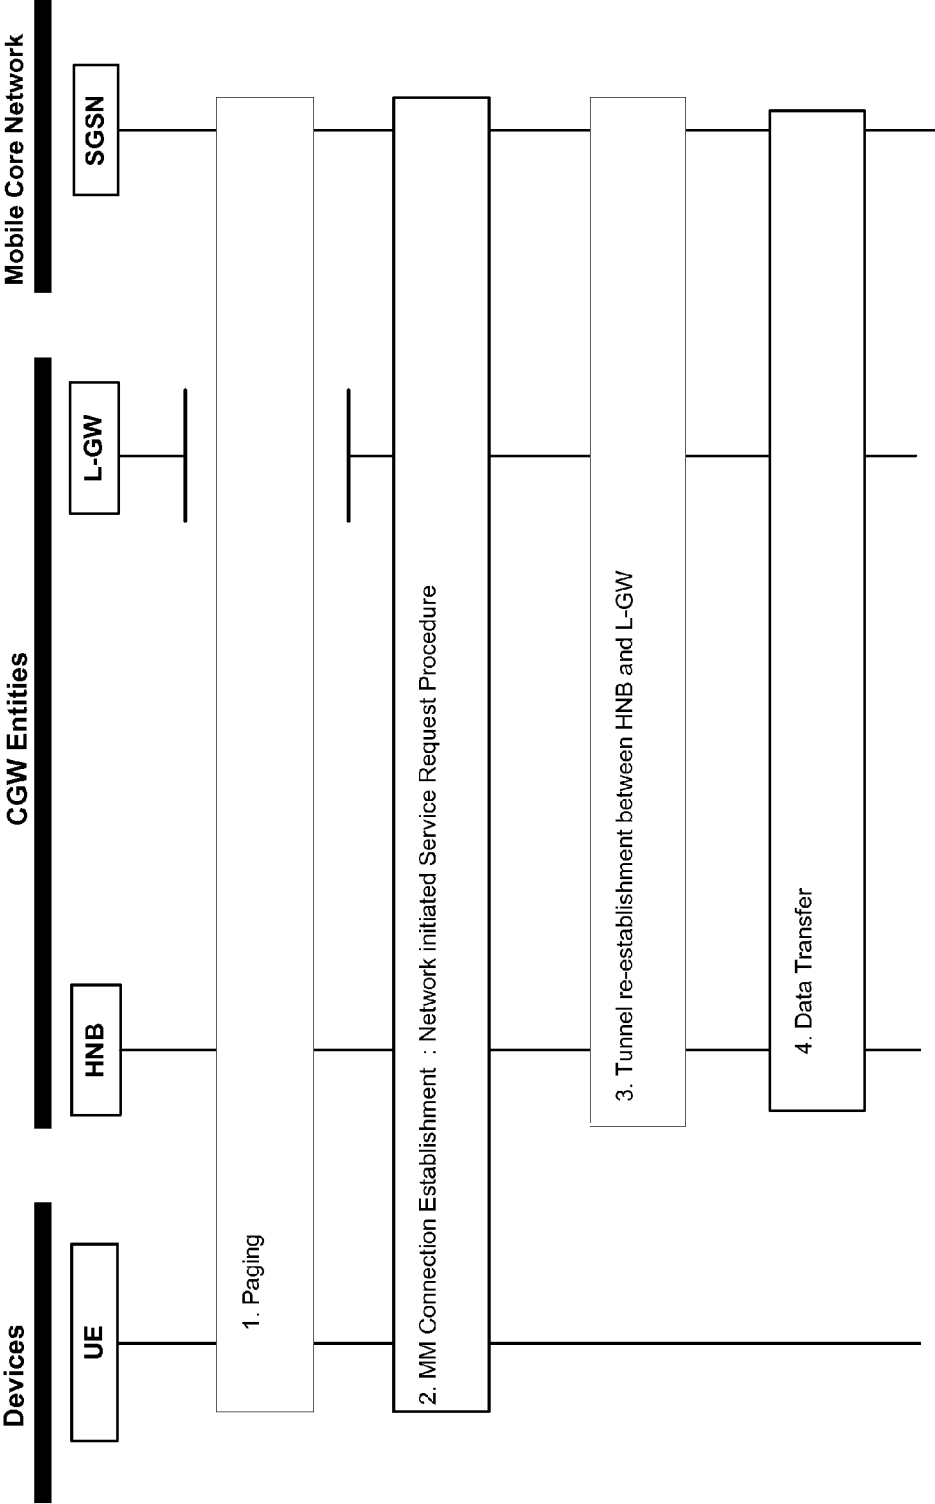 Devices
CGW Entities
Mobile Core Network
UE
HNB
L-GW
SGSN
1. Paging
2. MM Connection Establishment : Network initiated Service Request Procedure
3. Tunnel re-establishment between HNB and L-GW
4. Data Transfer